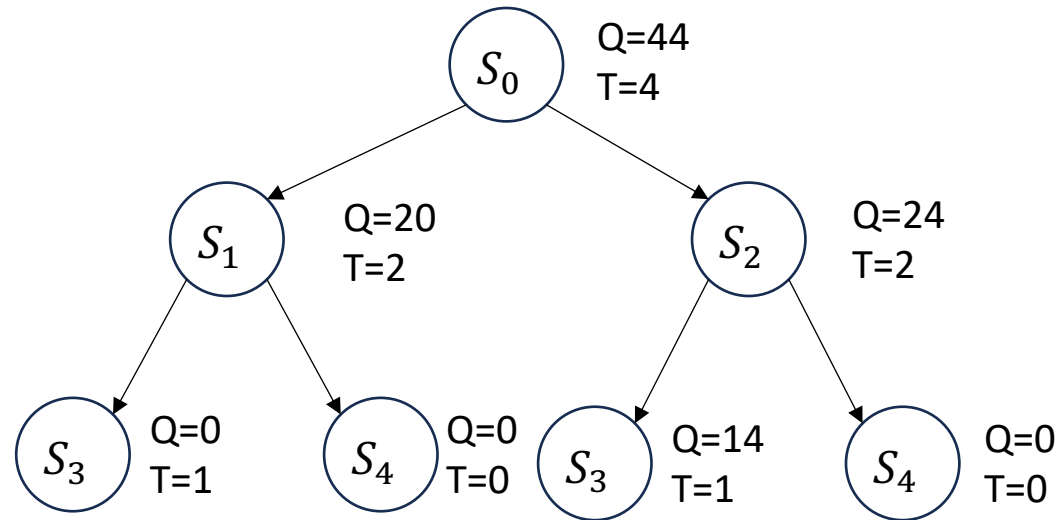 S₀
Q=44
T=4
S₁
Q=20
T=2
S₂
Q=24
T=2
S₃
Q=0
T=1
S₄
Q=0
T=0
S₃
Q=14
T=1
S₄
Q=0
T=0